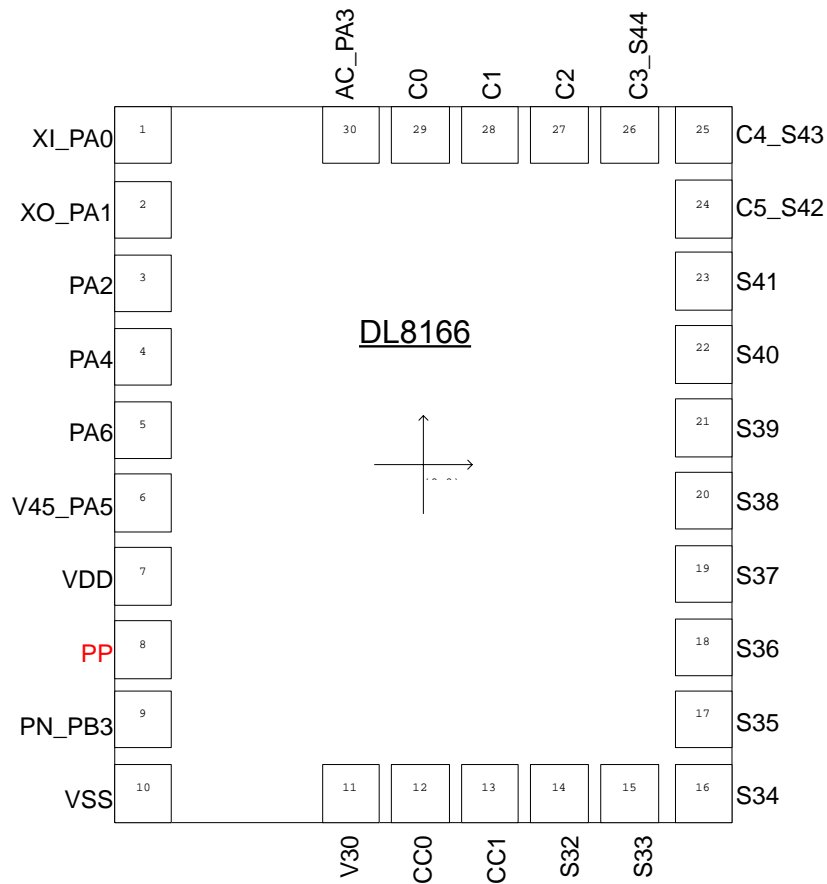 AC_PA3
C0
C1
C2
C3_S44
XI_PA0
1
30
29
28
27
26
25
C4_S43
XO_PA1
2
24
C5_S42
PA2
3
23
S41
DL8166
PA4
4
22
S40
PA6
5
21
S39
V45_PA5
6
20
S38
VDD
7
19
S37
PP
8
18
S36
PN_PB3
9
17
S35
VSS
10
11
12
13
14
15
16
S34
V30
CC0
CC1
S32
S33